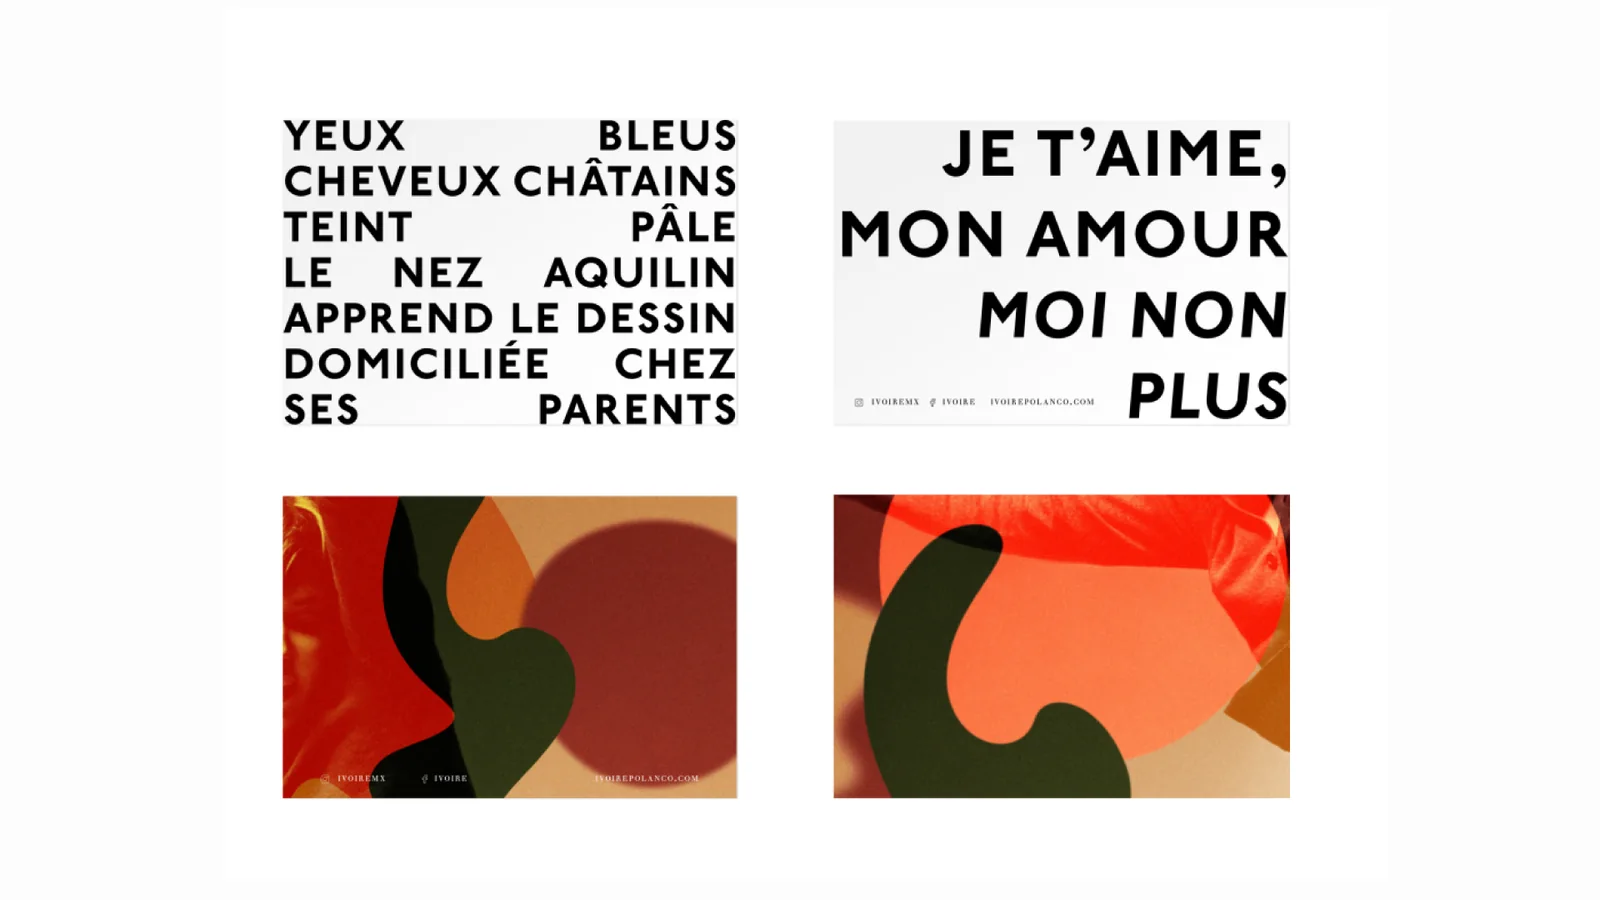 YEUX BLEUS
CHEVEUX CHÂTAINS
TEINT PÂLE
LE NEZ AQUILIN
APPREND LE DESSIN
DOMICILIÉE CHEZ
SES PARENTS
JE T’AIME,
MON AMOUR
MOI NON
PLUS
IVOIREMX IVOIRE IVOIREPOLANCO.COM
IVOIREMX IVOIRE IVOIREPOLANCO.COM